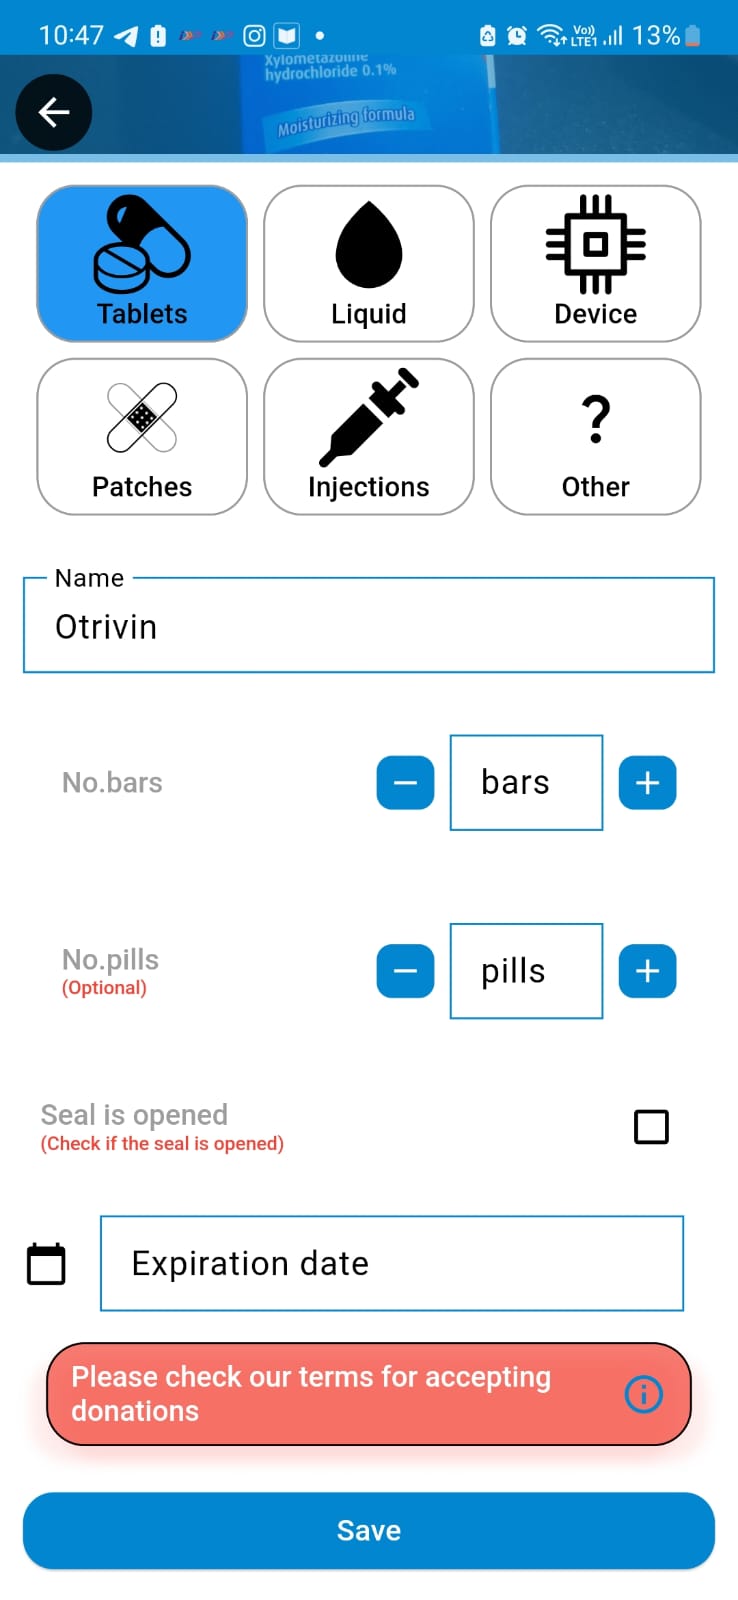 10:47
Vo))
LTE1
13%
Xylometazoline
hydrochloride 0.1%
Moisturizing formula
Tablets
Liquid
Device
Patches
Injections
?
Other
Name
Otrivin
No.bars
−
bars
+
No.pills
(Optional)
−
pills
+
Seal is opened
(Check if the seal is opened)
Expiration date
Please check our terms for accepting
donations
Save